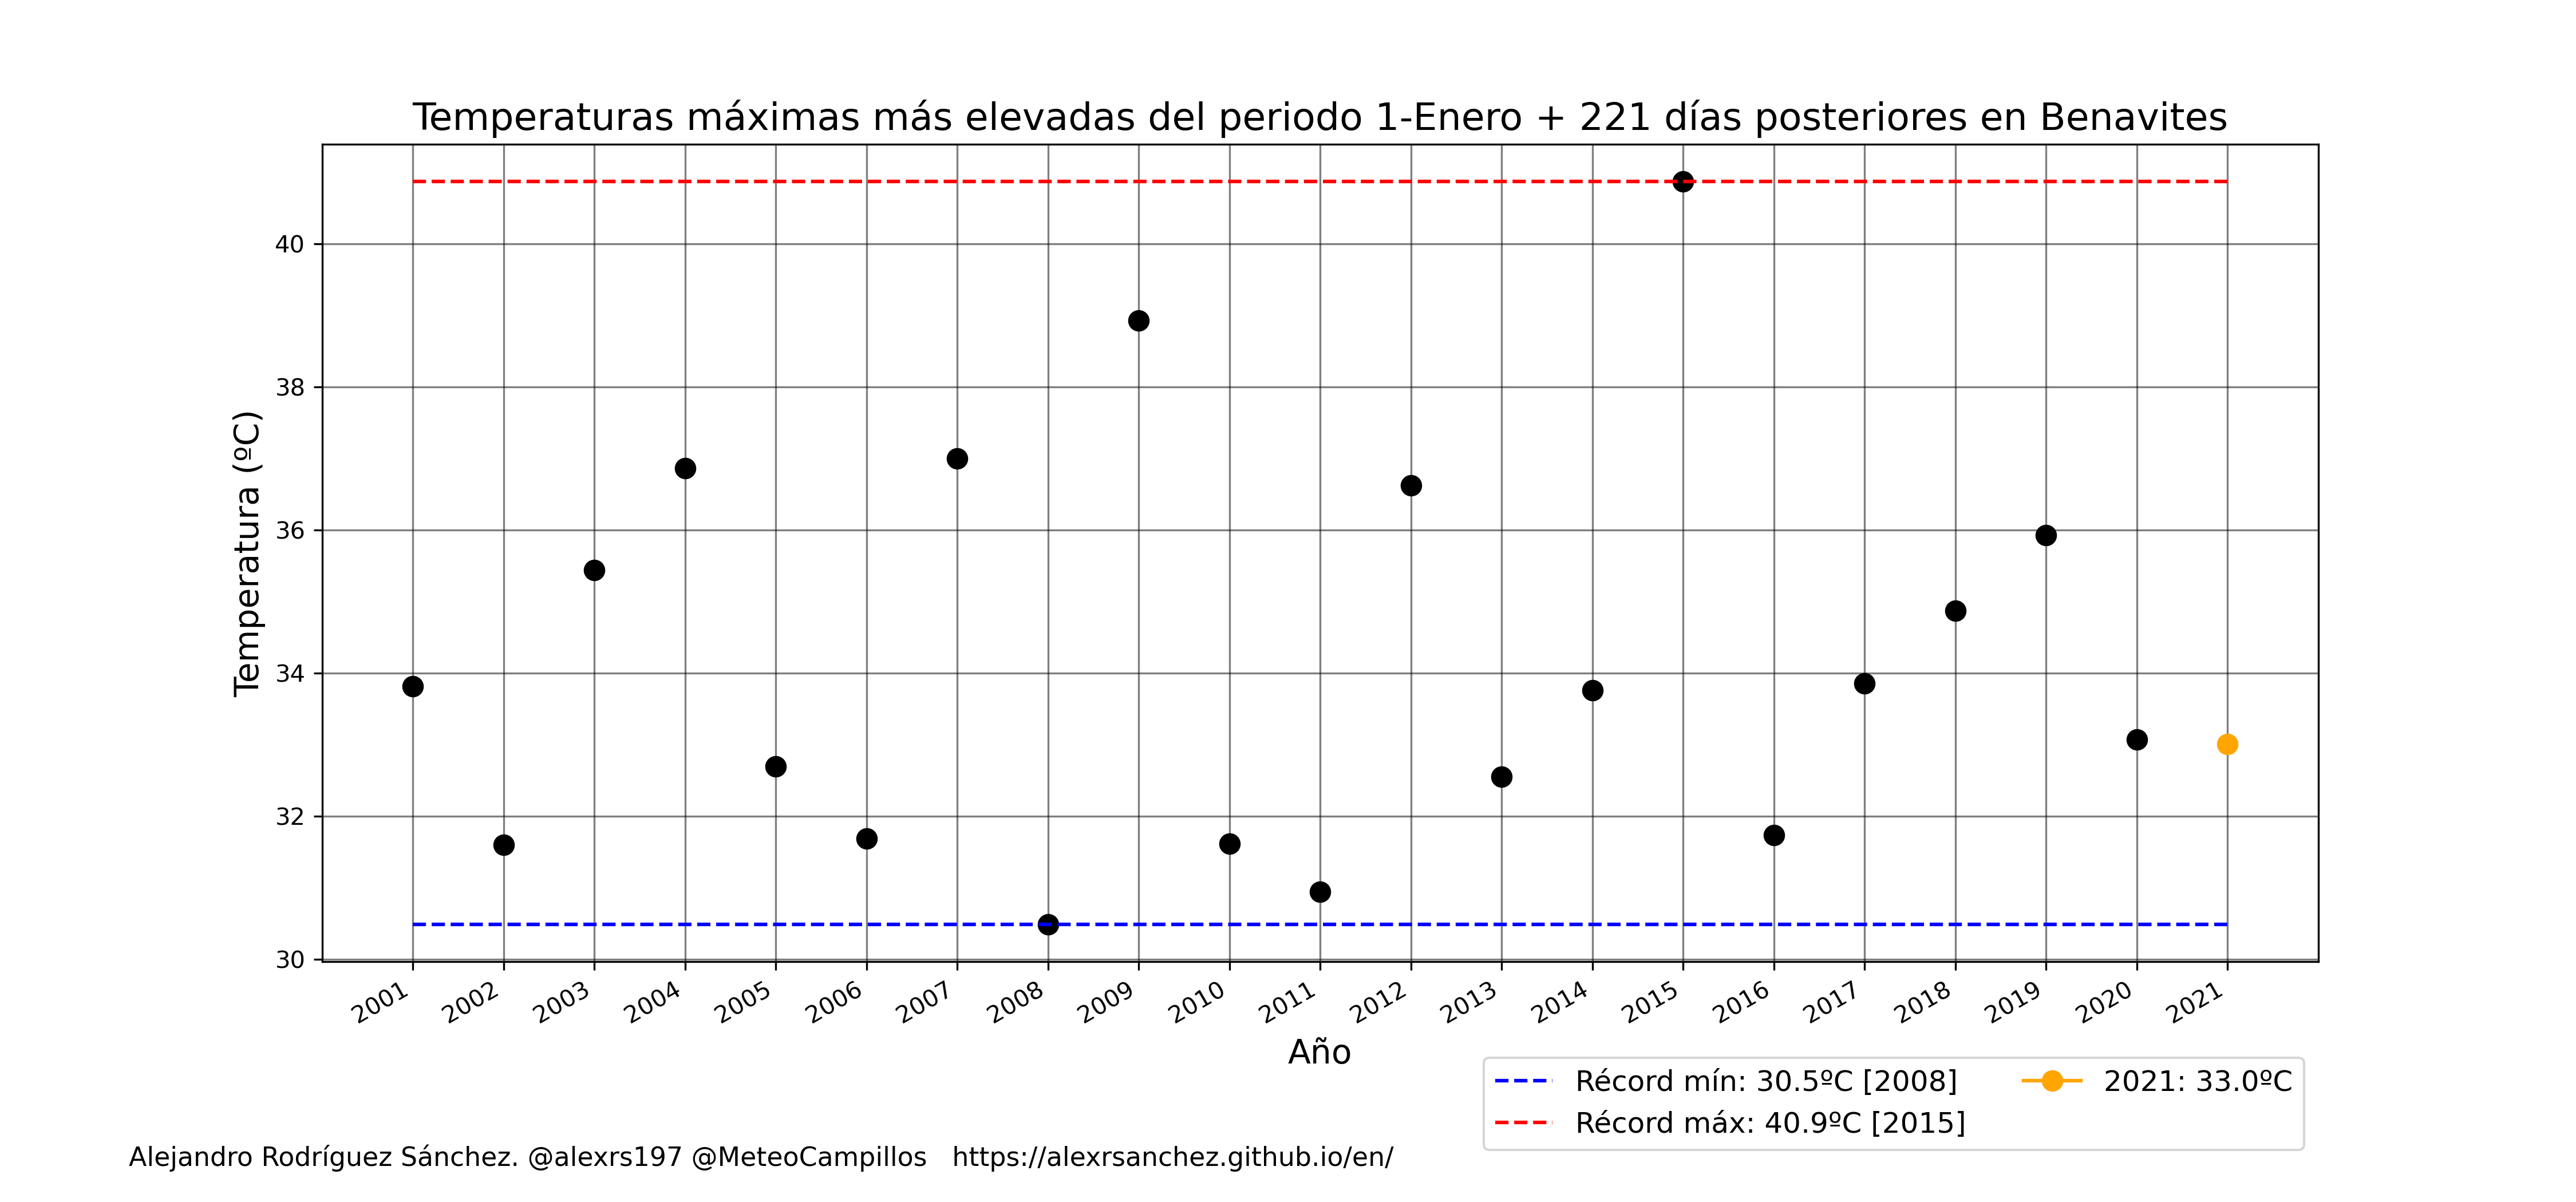 Temperaturas máximas más elevadas del periodo 1-Enero + 221 días posteriores en Benavites
Temperatura (ºC)
40
38
36
34
32
30
2001 2002 2003 2004 2005 2006 2007 2008 2009 2010 2011 2012 2013 2014 2015 2016 2017 2018 2019 2020 2021
Año
Récord mín: 30.5ºC [2008] 2021: 33.0ºC
Récord máx: 40.9ºC [2015]
Alejandro Rodríguez Sánchez. @alexrs197 @MeteoCampillos https://alexrsanchez.github.io/en/